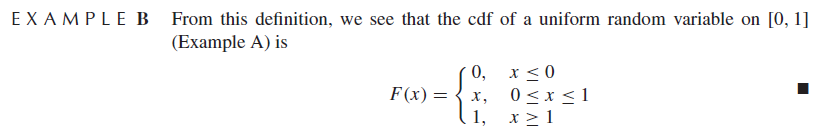 EXAMPLE B From this definition, we see that the cdf of a uniform random variable on [0, 1]
(Example A) is
F(x) = { 0, x ≤ 0
x, 0 ≤ x ≤ 1
1, x ≥ 1 ■